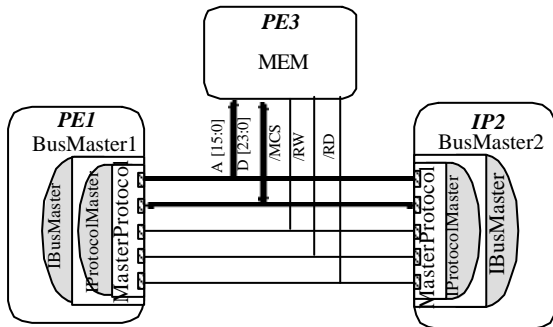 PE3
MEM
A [15:0]
D [23:0]
/MCS
/RW
/RD
PE1
BusMaster1
IBusMaster
IProtocolMaster
MasterProtocol
IP2
BusMaster2
MasterProtocol
IProtocolMaster
IBusMaster